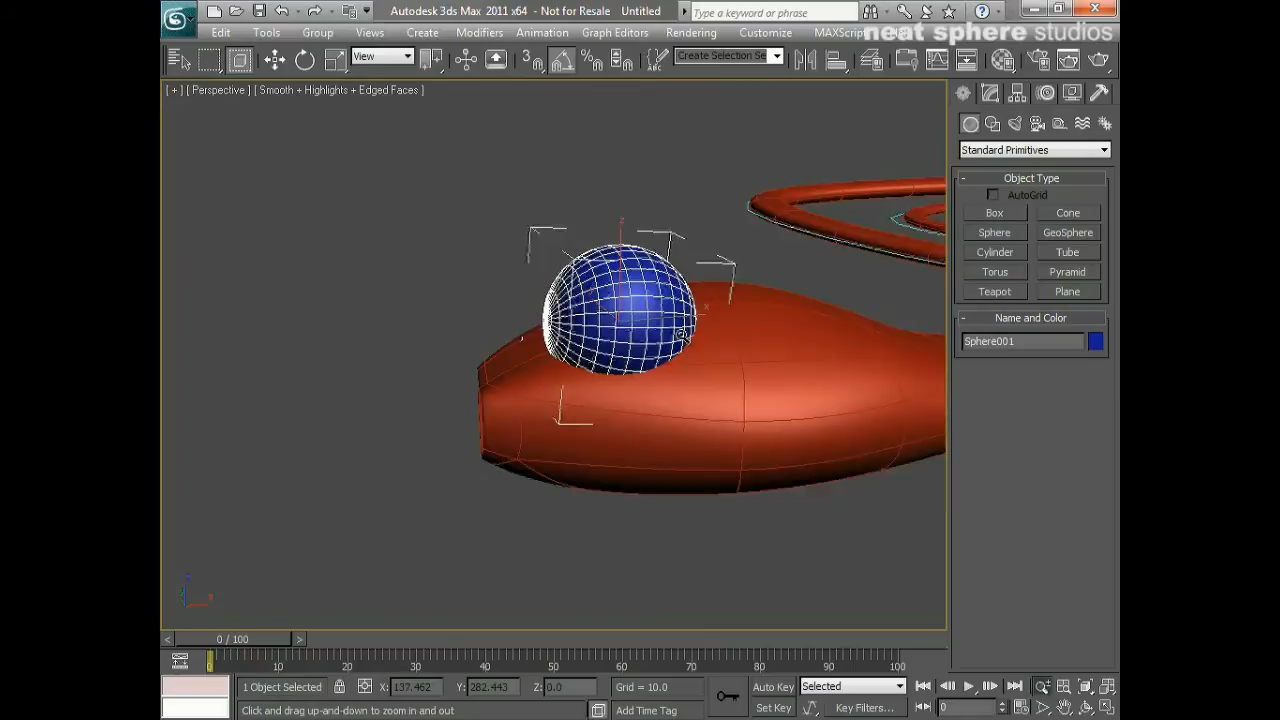 Autodesk 3ds Max 2011 x64 - Not for Resale Untitled
Type a keyword or phrase
Edit Tools Group Views Create Modifiers Animation Graph Editors Rendering Customize MAXScrip
neat sphere studios
View
3
Create Selection Se
[ + ] [ Perspective ] [ Smooth + Highlights + Edged Faces ]
Standard Primitives
Object Type
AutoGrid
Box Cone
Sphere GeoSphere
Cylinder Tube
Torus Pyramid
Teapot Plane
Name and Color
Sphere001
0 / 100
0 10 20 30 40 50 60 70 80 90 100
1 Object Selected X: 137.462 Y: 282.443 Z: 0.0 Grid = 10.0 Auto Key Selected
Click and drag up-and-down to zoom in and out Add Time Tag Set Key Key Filters... 0